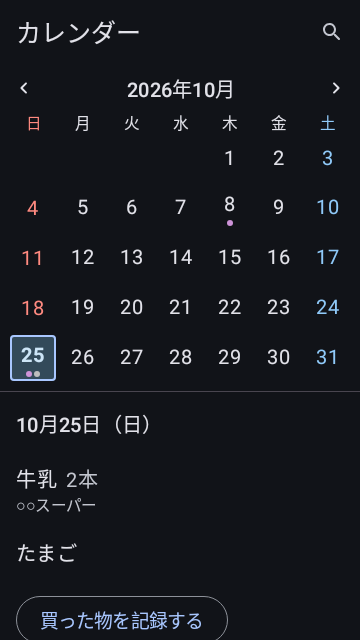 カレンダー
2026年10月
日 月 火 水 木 金 土
1 2 3
4 5 6 7 8 9 10
11 12 13 14 15 16 17
18 19 20 21 22 23 24
25 26 27 28 29 30 31
10月25日（日）
牛乳 2本
○○スーパー
たまご
買った物を記録する